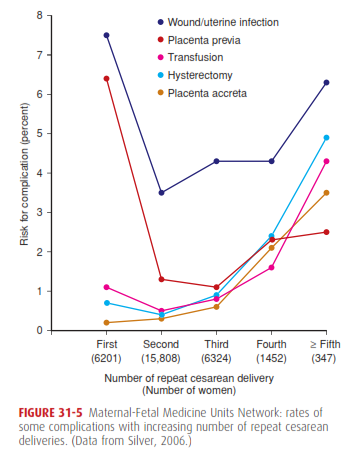 8
7
6
5
4
3
2
1
0
Risk for complication (percent)
Wound/uterine infection
Placenta previa
Transfusion
Hysterectomy
Placenta accreta
First Second Third Fourth ≥ Fifth
(6201) (15,808) (6324) (1452) (347)
Number of repeat cesarean delivery
(Number of women)
FIGURE 31-5 Maternal-Fetal Medicine Units Network: rates of
some complications with increasing number of repeat cesarean
deliveries. (Data from Silver, 2006.)